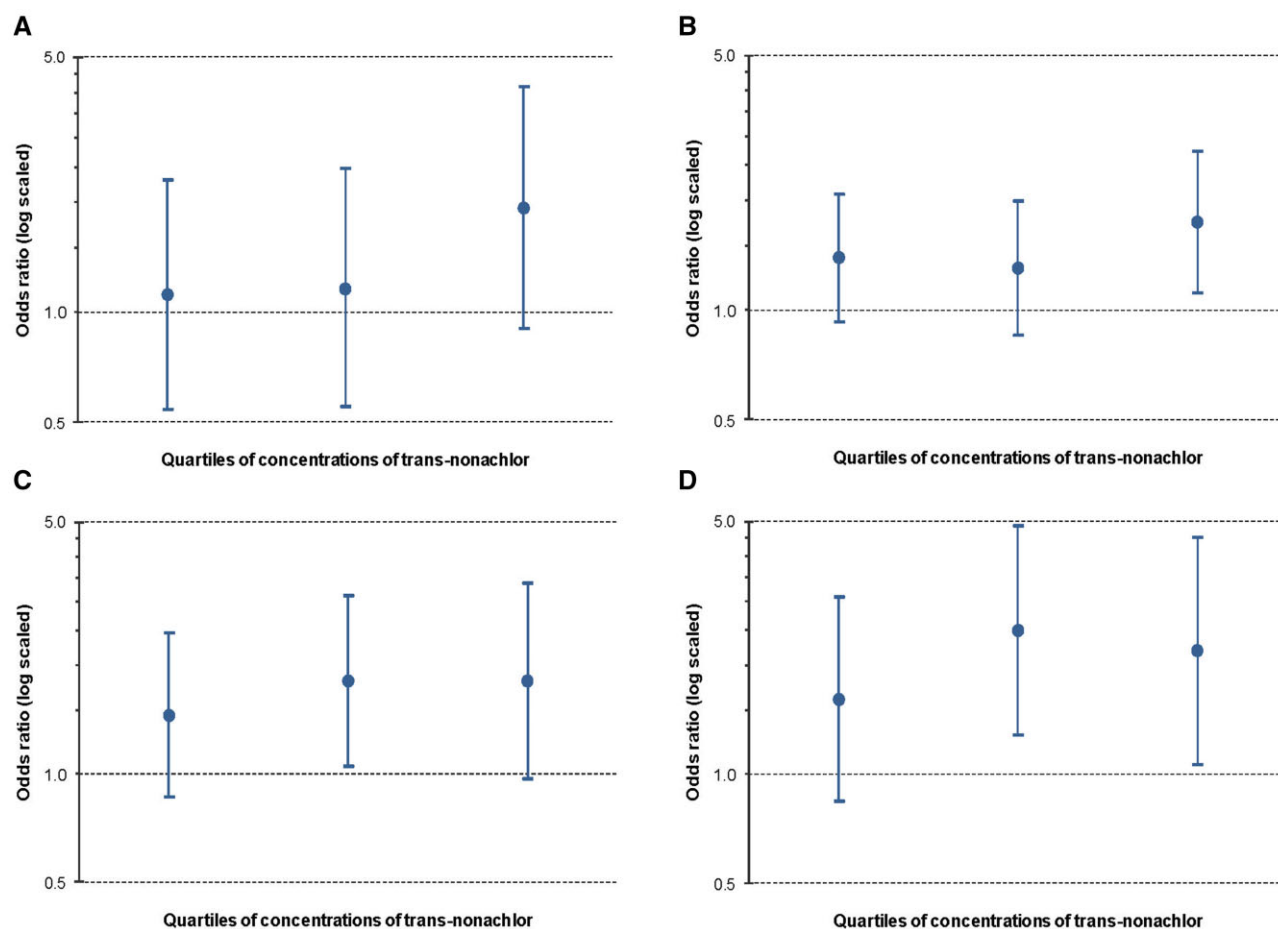 A
5.0
1.0
0.5
Odds ratio (log scaled)
Quartiles of concentrations of trans-nonachlor
B
5.0
1.0
0.5
Odds ratio (log scaled)
Quartiles of concentrations of trans-nonachlor
C
5.0
1.0
0.5
Odds ratio (log scaled)
Quartiles of concentrations of trans-nonachlor
D
5.0
1.0
0.5
Odds ratio (log scaled)
Quartiles of concentrations of trans-nonachlor